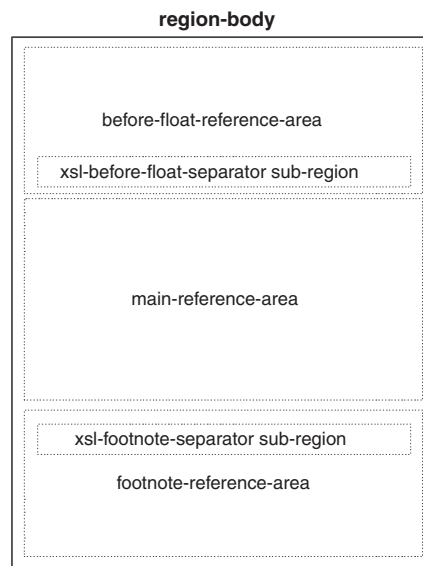 region-body
before-float-reference-area
xsl-before-float-separator sub-region
main-reference-area
xsl-footnote-separator sub-region
footnote-reference-area